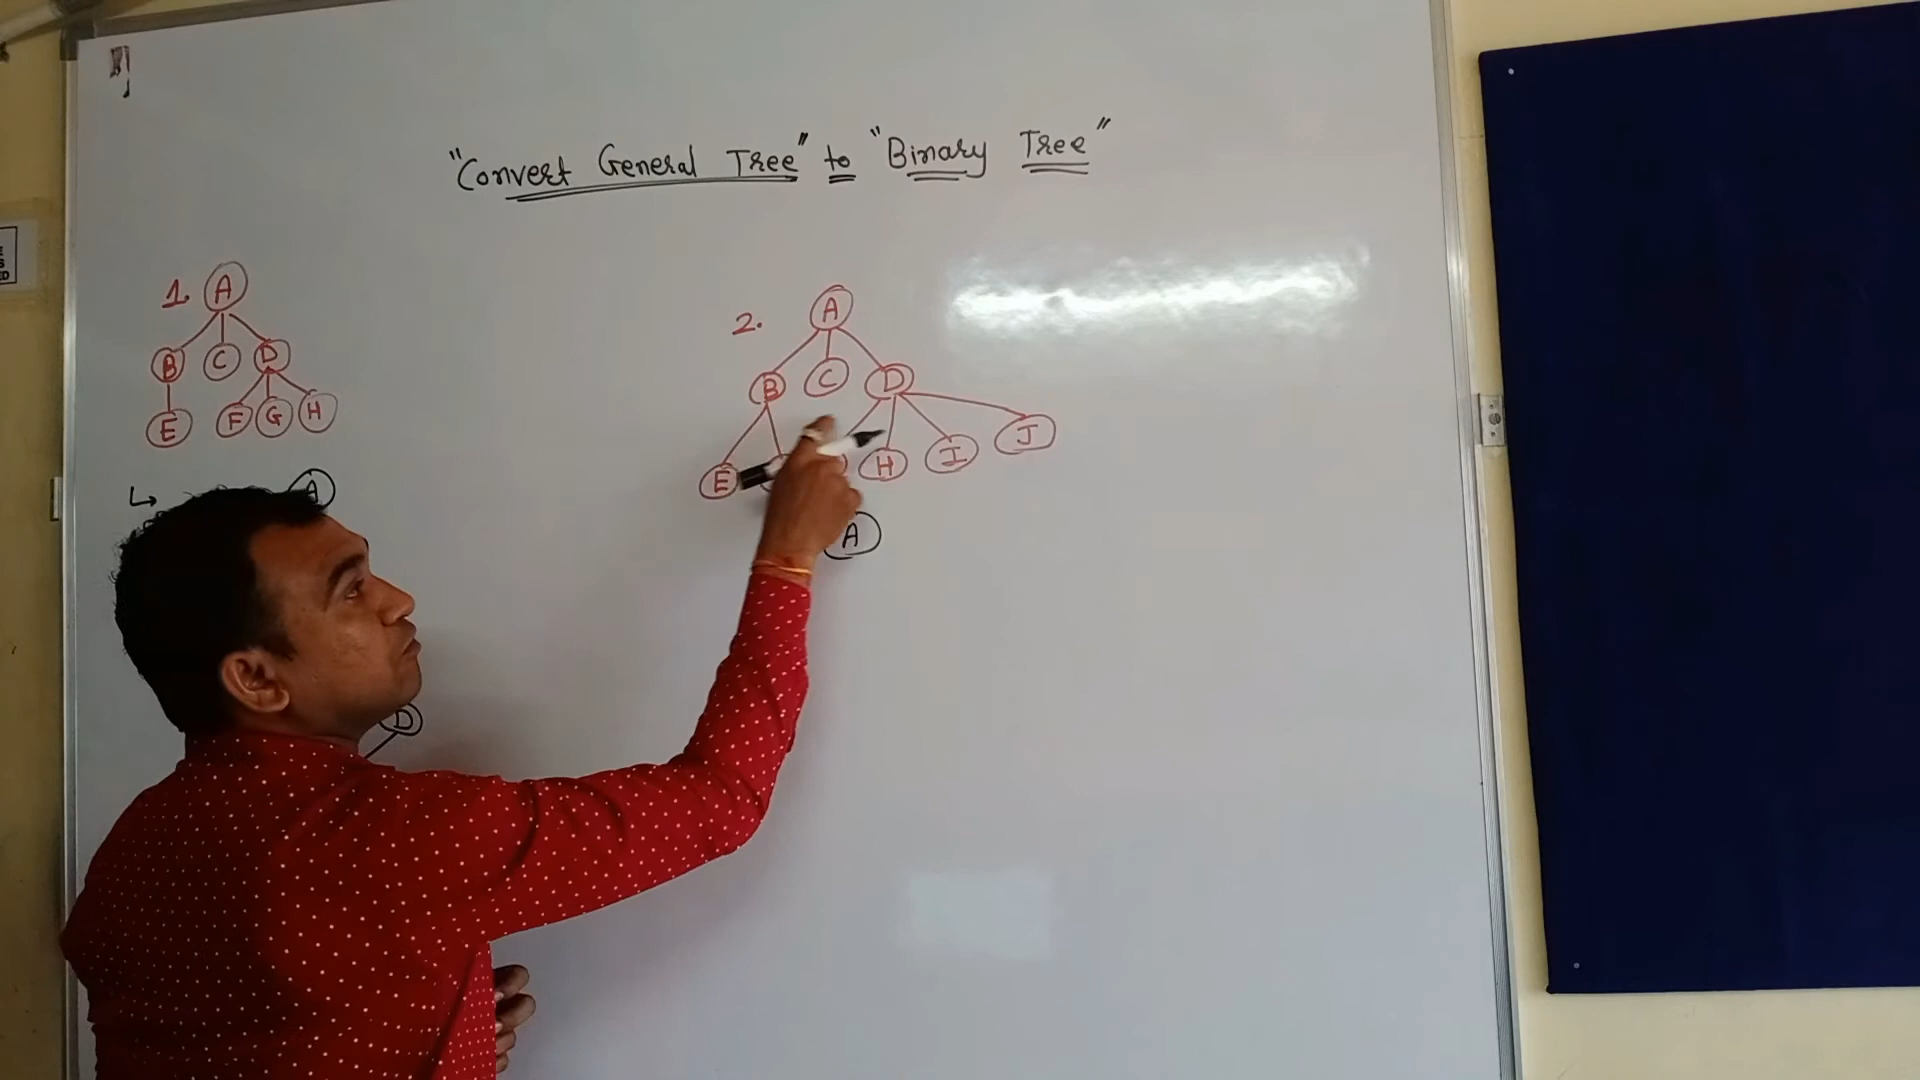 "Convert General Tree" to "Binary Tree"
1. A
B C D
E F G H
A
D
2. A
B C D
E H I J
A